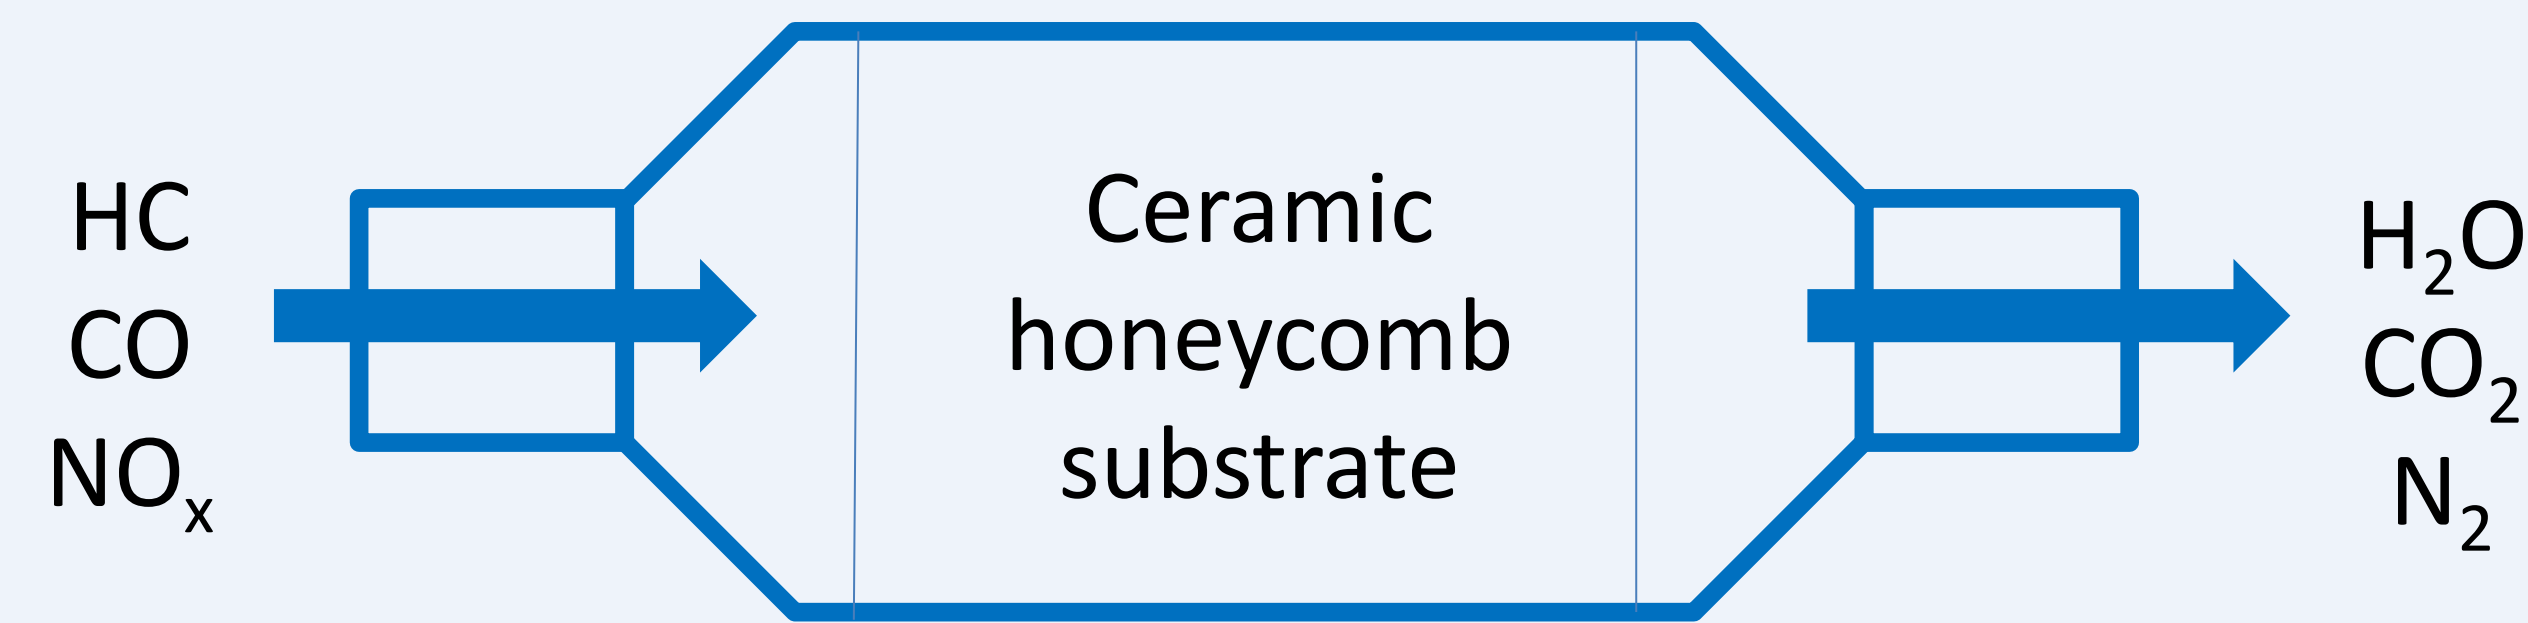 HC
CO
NOₓ
Ceramic
honeycomb
substrate
H₂O
CO₂
N₂